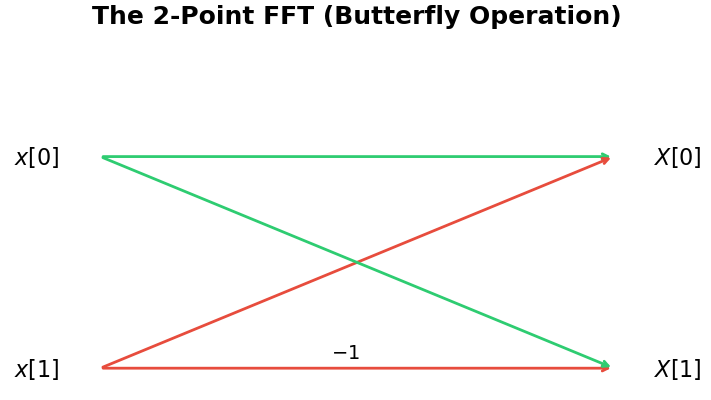 The 2-Point FFT (Butterfly Operation)
x[0]
X[0]
−1
x[1]
X[1]